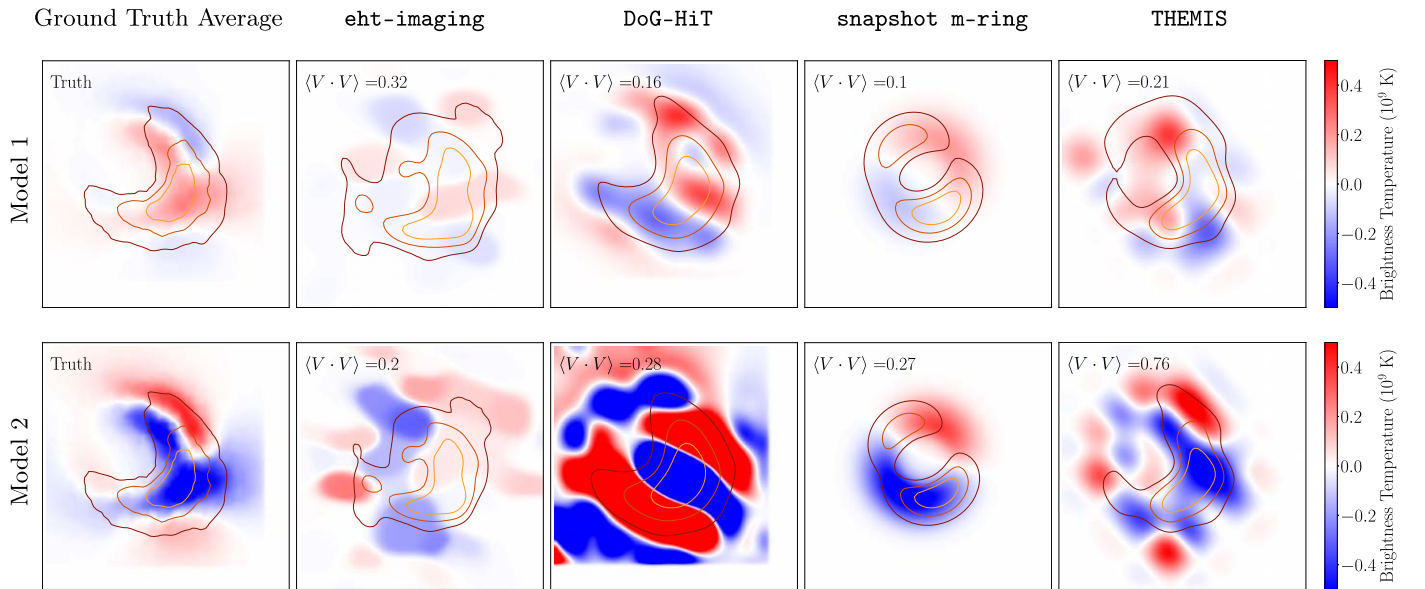 Ground Truth Average eht-imaging DoG-HiT snapshot m-ring THEMIS
Model 1
Truth
⟨V · V⟩ =0.32
⟨V · V⟩ =0.16
⟨V · V⟩ =0.1
⟨V · V⟩ =0.21
0.4
0.2
0.0
−0.2
−0.4
Brightness Temperature (10⁹ K)
Model 2
Truth
⟨V · V⟩ =0.2
⟨V · V⟩ =0.28
⟨V · V⟩ =0.27
⟨V · V⟩ =0.76
0.4
0.2
0.0
−0.2
−0.4
Brightness Temperature (10⁹ K)